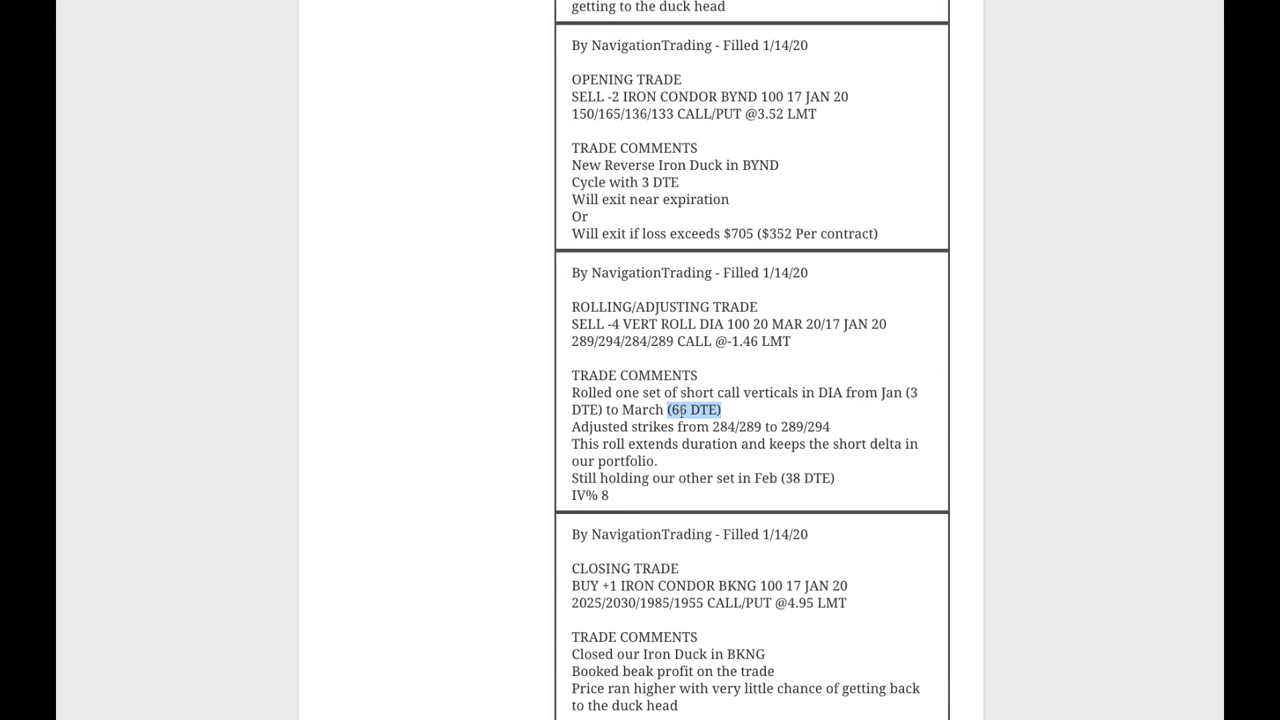 getting to the duck head
By NavigationTrading - Filled 1/14/20
OPENING TRADE
SELL -2 IRON CONDOR BYND 100 17 JAN 20
150/165/136/133 CALL/PUT @3.52 LMT
TRADE COMMENTS
New Reverse Iron Duck in BYND
Cycle with 3 DTE
Will exit near expiration
Or
Will exit if loss exceeds $705 ($352 Per contract)
By NavigationTrading - Filled 1/14/20
ROLLING/ADJUSTING TRADE
SELL -4 VERT ROLL DIA 100 20 MAR 20/17 JAN 20
289/294/284/289 CALL @-1.46 LMT
TRADE COMMENTS
Rolled one set of short call verticals in DIA from Jan (3
DTE) to March (66 DTE)
Adjusted strikes from 284/289 to 289/294
This roll extends duration and keeps the short delta in
our portfolio.
Still holding our other set in Feb (38 DTE)
IV% 8
By NavigationTrading - Filled 1/14/20
CLOSING TRADE
BUY +1 IRON CONDOR BKNG 100 17 JAN 20
2025/2030/1985/1955 CALL/PUT @4.95 LMT
TRADE COMMENTS
Closed our Iron Duck in BKNG
Booked beak profit on the trade
Price ran higher with very little chance of getting back
to the duck head